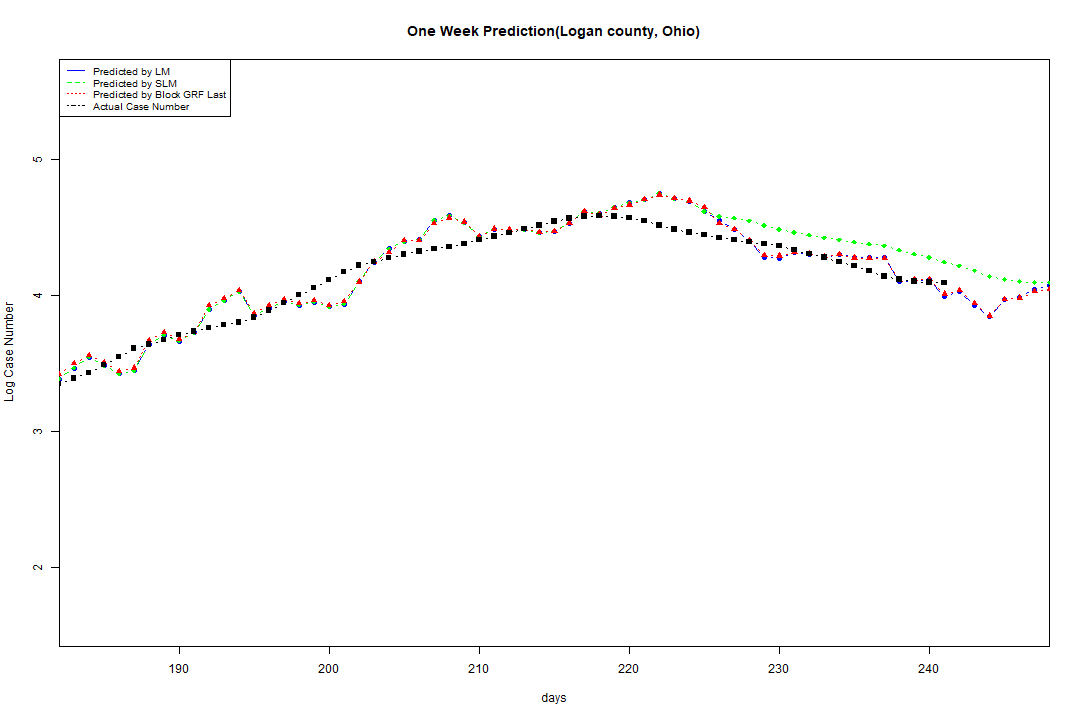 One Week Prediction(Logan county, Ohio)
Predicted by LM
Predicted by SLM
Predicted by Block GRF Last
Actual Case Number
5
4
3
2
Log Case Number
190 200 210 220 230 240
days